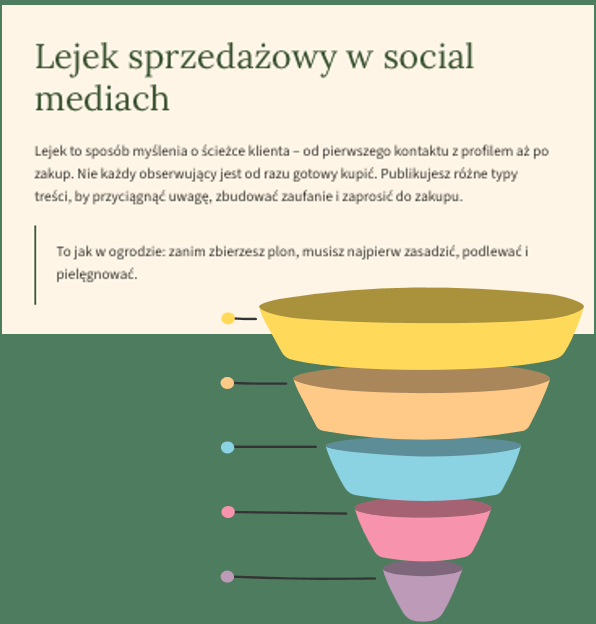 Lejek sprzedażowy w social
mediach
Lejek to sposób myślenia o ścieżce klienta – od pierwszego kontaktu z profilem aż po
zakup. Nie każdy obserwujący jest od razu gotowy kupić. Publikujesz różne typy
treści, by przyciągnąć uwagę, zbudować zaufanie i zaprosić do zakupu.
To jak w ogrodzie: zanim zbierzesz plon, musisz najpierw zasadzić, podlewać i
pielęgnować.